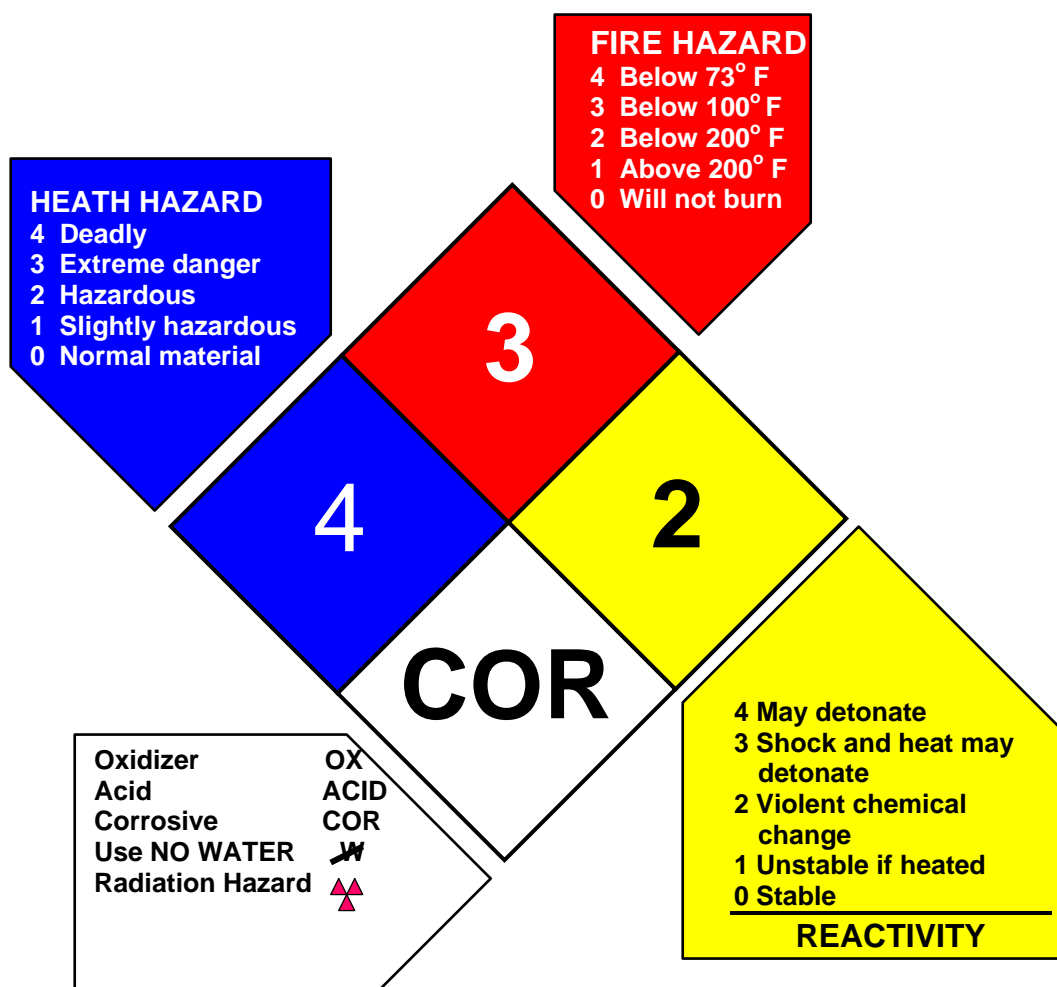 FIRE HAZARD
4 Below 73° F
3 Below 100° F
2 Below 200° F
1 Above 200° F
0 Will not burn
HEATH HAZARD
4 Deadly
3 Extreme danger
2 Hazardous
1 Slightly hazardous
0 Normal material
3
4
2
COR
Oxidizer OX
Acid ACID
Corrosive COR
Use NO WATER W
Radiation Hazard
4 May detonate
3 Shock and heat may
detonate
2 Violent chemical
change
1 Unstable if heated
0 Stable
REACTIVITY